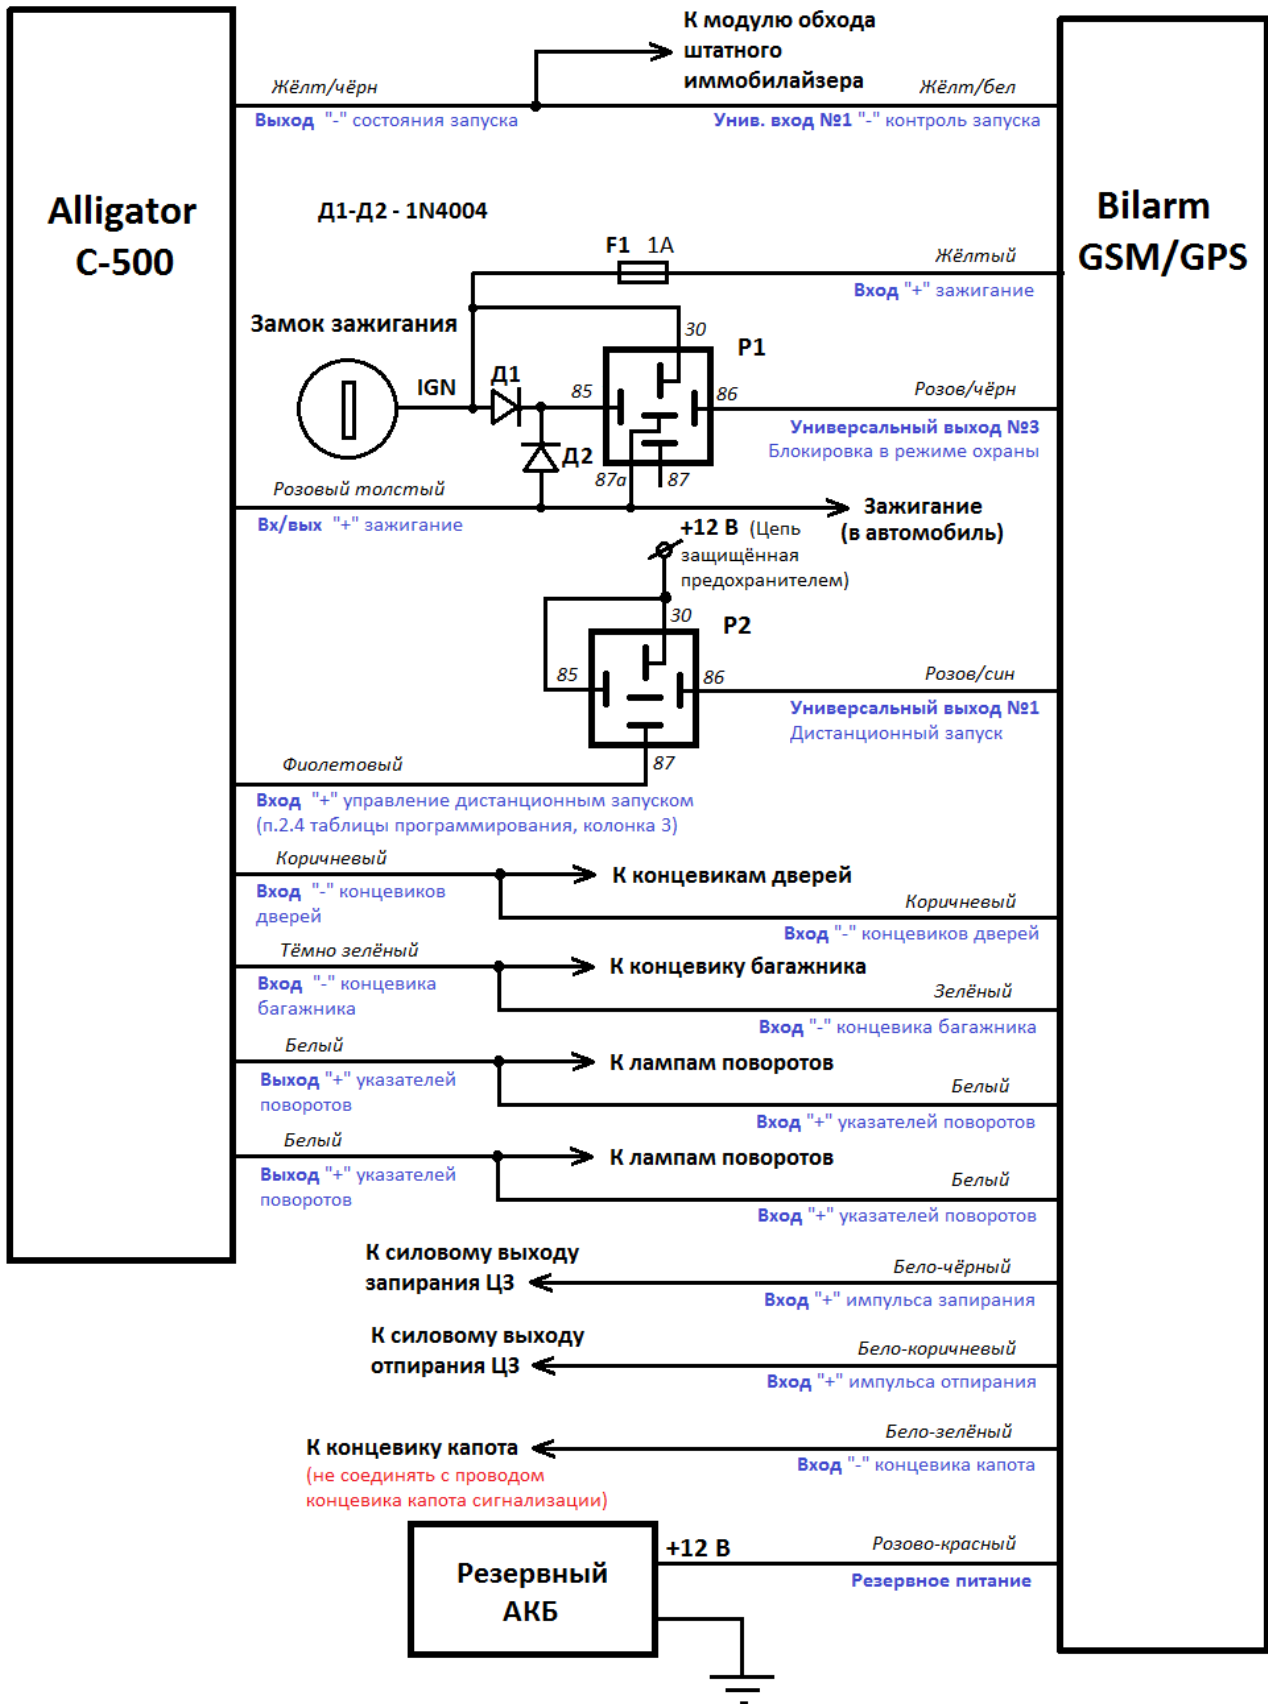 К модулю обхода
штатного
иммобилайзера
Жёлт/чёрн
Жёлт/бел
Выход "-" состояния запуска
Унив. вход №1 "-" контроль запуска
Alligator
C-500
Bilarm
GSM/GPS
Д1-Д2 - 1N4004
F1 1А
Жёлтый
Вход "+" зажигание
Замок зажигания
30
P1
IGN
Д1
85
86
Розов/чёрн
Универсальный выход №3
Блокировка в режиме охраны
Д2
87а
87
Розовый толстый
Вх/вых "+" зажигание
Зажигание
(в автомобиль)
+12 В (Цепь
защищённая
предохранителем)
30
P2
85
86
Розов/син
Универсальный выход №1
Дистанционный запуск
87
Фиолетовый
Вход "+" управление дистанционным запуском
(п.2.4 таблицы программирования, колонка 3)
Коричневый
К концевикам дверей
Вход "-" концевиков
дверей
Коричневый
Вход "-" концевиков дверей
Тёмно зелёный
К концевику багажника
Вход "-" концевика
багажника
Зелёный
Вход "-" концевика багажника
Белый
К лампам поворотов
Выход "+" указателей
поворотов
Белый
Вход "+" указателей поворотов
Белый
К лампам поворотов
Выход "+" указателей
поворотов
Белый
Вход "+" указателей поворотов
К силовому выходу
запирания ЦЗ
Бело-чёрный
Вход "+" импульса запирания
К силовому выходу
отпирания ЦЗ
Бело-коричневый
Вход "+" импульса отпирания
Бело-зелёный
К концевику капота
Вход "-" концевика капота
(не соединять с проводом
концевика капота сигнализации)
Резервный
АКБ
+12 В
Розово-красный
Резервное питание